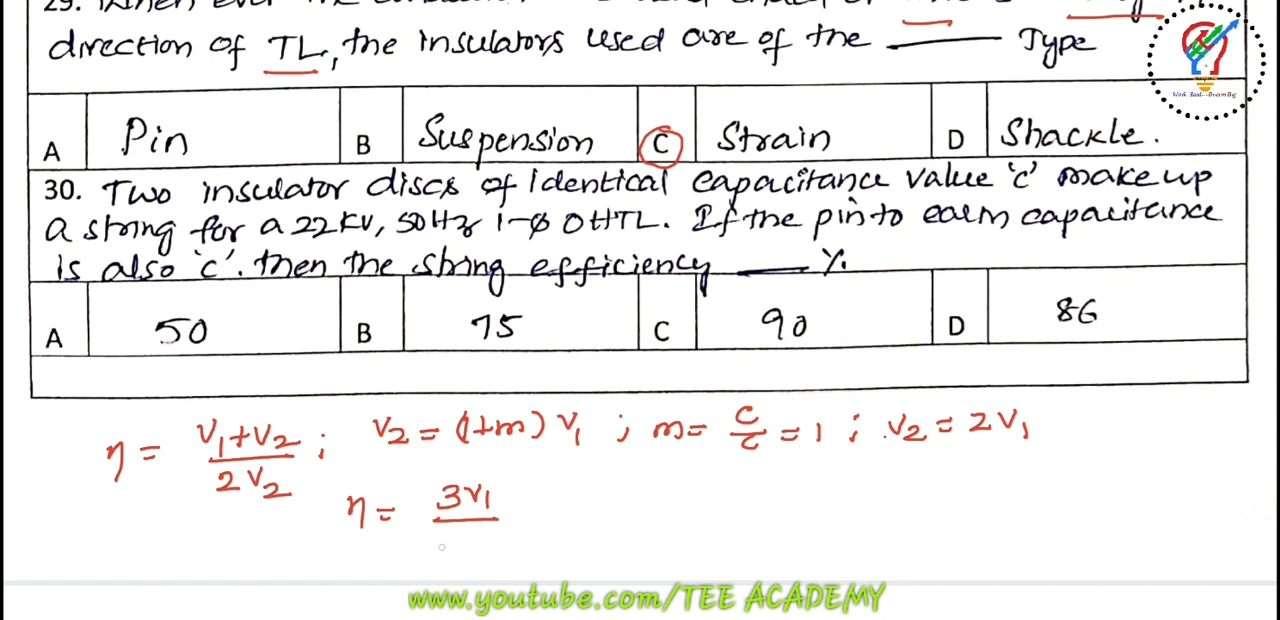 direction of TL, the insulators used are of the ____ Type
A Pin B Suspension C Strain D Shackle.
30. Two insulator discs of identical capacitance value 'c' make up
a string for a 22KV, 50Hz 1-ϕ OHTL. If the pin to earth capacitance
is also 'c'. then the string efficiency ____ %
A 50 B 75 C 90 D 86
η = V1+V2 / 2V2 ; V2 = (1+m) V1 ; m = C/C = 1 ; V2 = 2V1
η = 3V1
www.youtube.com/TEE ACADEMY